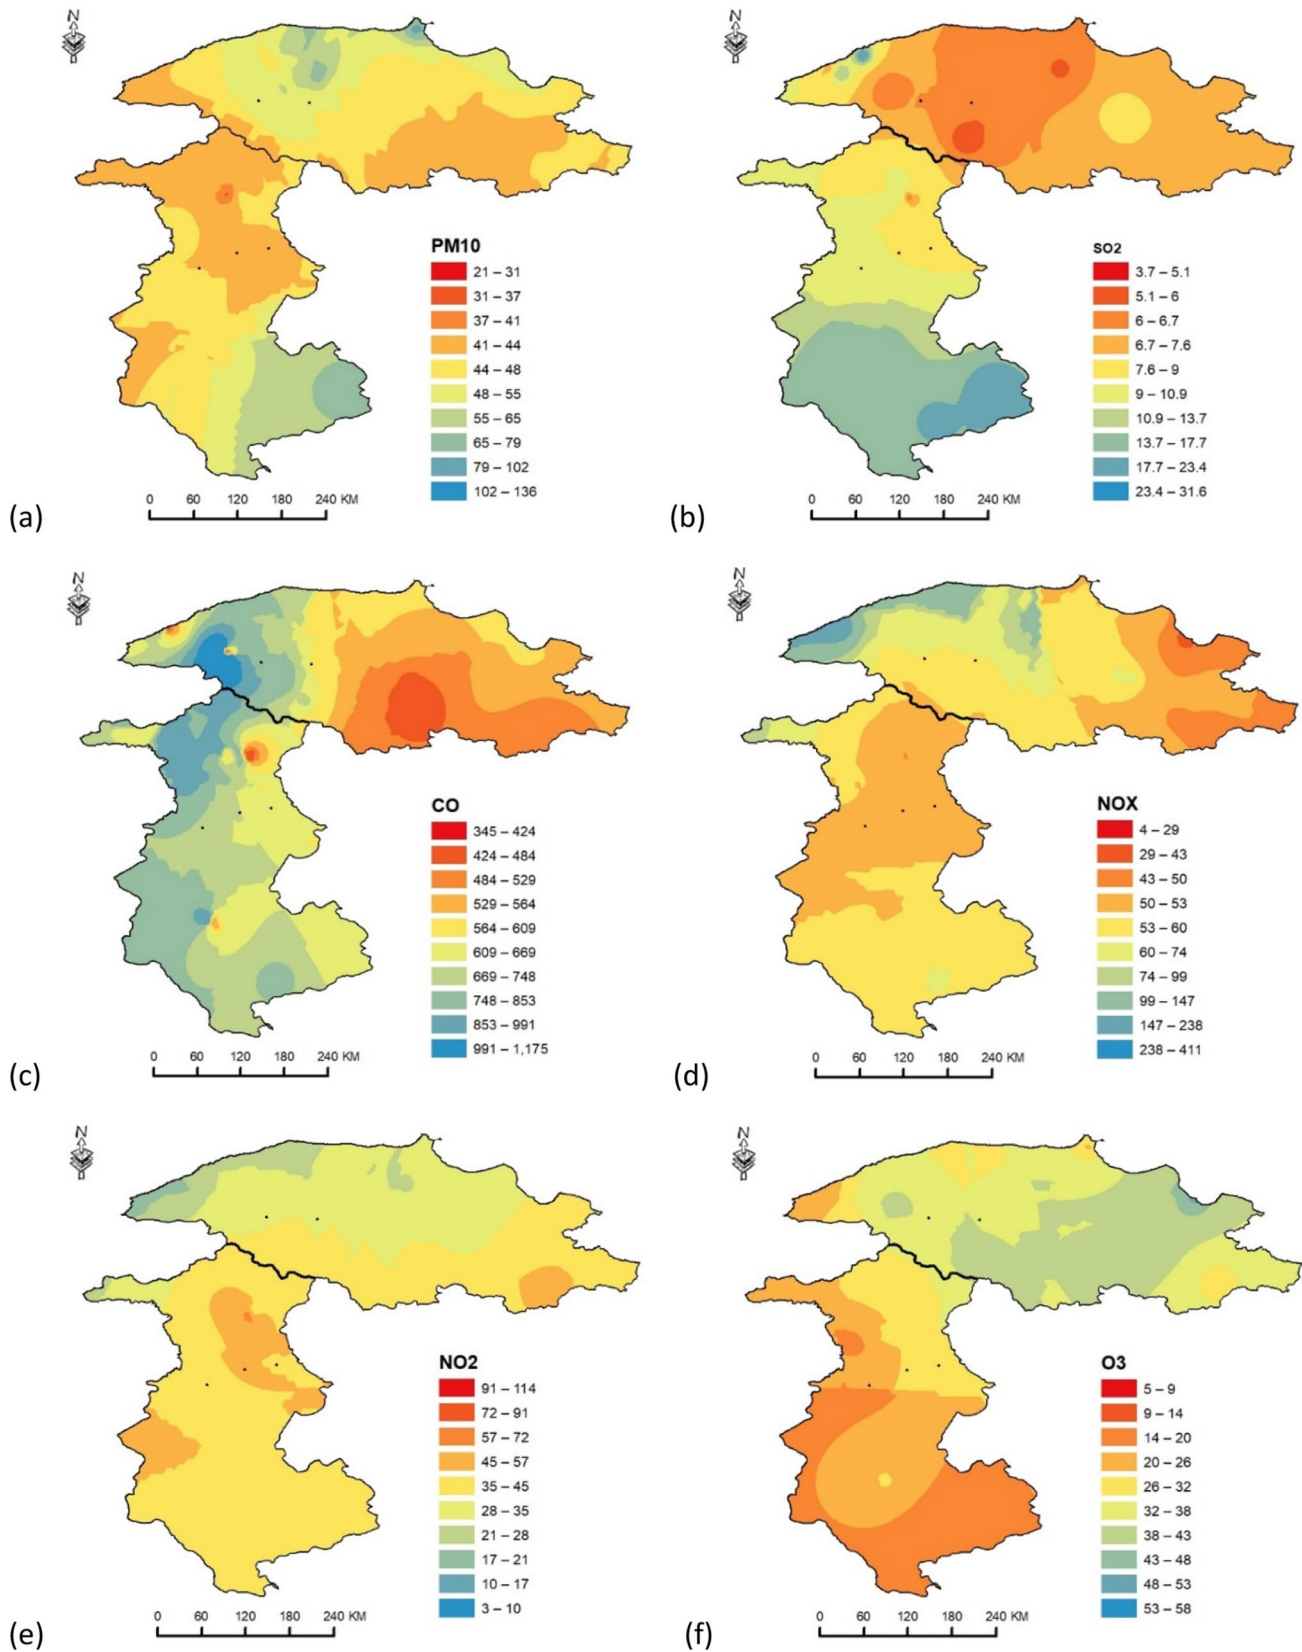 N
PM10
21 – 31
31 – 37
37 – 41
41 – 44
44 – 48
48 – 55
55 – 65
65 – 79
79 – 102
102 – 136
0 60 120 180 240 KM
(a)
N
SO2
3.7 – 5.1
5.1 – 6
6 – 6.7
6.7 – 7.6
7.6 – 9
9 – 10.9
10.9 – 13.7
13.7 – 17.7
17.7 – 23.4
23.4 – 31.6
0 60 120 180 240 KM
(b)
N
CO
345 – 424
424 – 484
484 – 529
529 – 564
564 – 609
609 – 669
669 – 748
748 – 853
853 – 991
991 – 1,175
0 60 120 180 240 KM
(c)
N
NOX
4 – 29
29 – 43
43 – 50
50 – 53
53 – 60
60 – 74
74 – 99
99 – 147
147 – 238
238 – 411
0 60 120 180 240 KM
(d)
N
NO2
91 – 114
72 – 91
57 – 72
45 – 57
35 – 45
28 – 35
21 – 28
17 – 21
10 – 17
3 – 10
0 60 120 180 240 KM
(e)
N
O3
5 – 9
9 – 14
14 – 20
20 – 26
26 – 32
32 – 38
38 – 43
43 – 48
48 – 53
53 – 58
0 60 120 180 240 KM
(f)